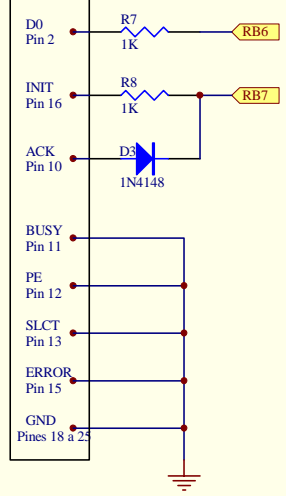 D0
Pin 2
R7
1K
RB6
INIT
Pin 16
R8
1K
RB7
ACK
Pin 10
D3
1N4148
BUSY
Pin 11
PE
Pin 12
SLCT
Pin 13
ERROR
Pin 15
GND
Pines 18 a 25